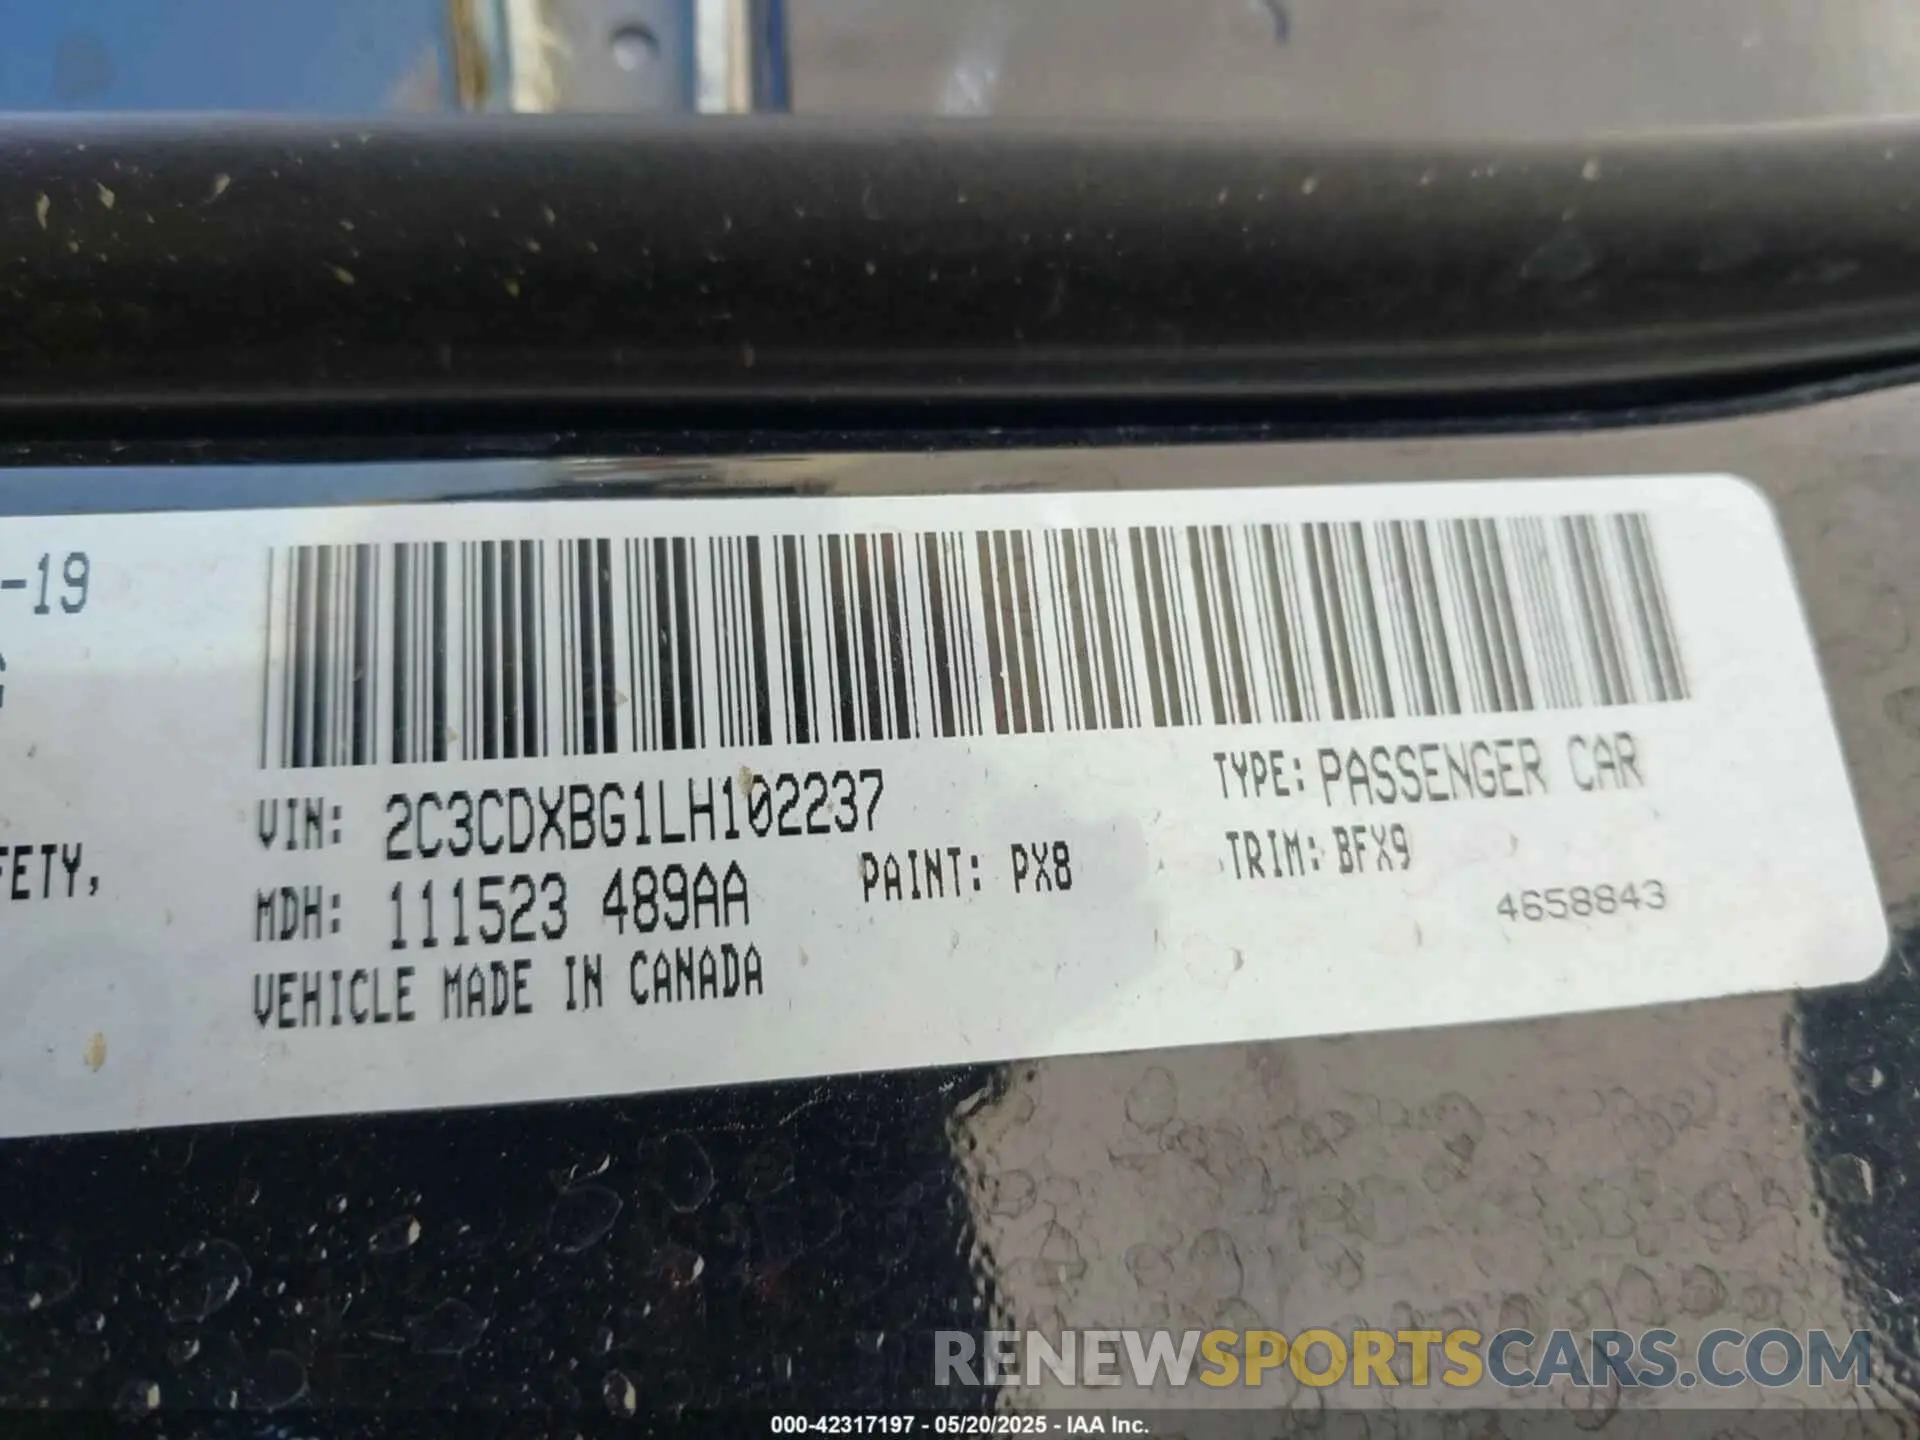 -19
VIN: 2C3CDXBG1LH102237
TYPE: PASSENGER CAR
FETY,
MDH: 111523 489AA
PAINT: PX8
TRIM: BFX9
4658843
VEHICLE MADE IN CANADA
RENEWSPORTSCARS.COM
000-42317197 - 05/20/2025 - IAA Inc.